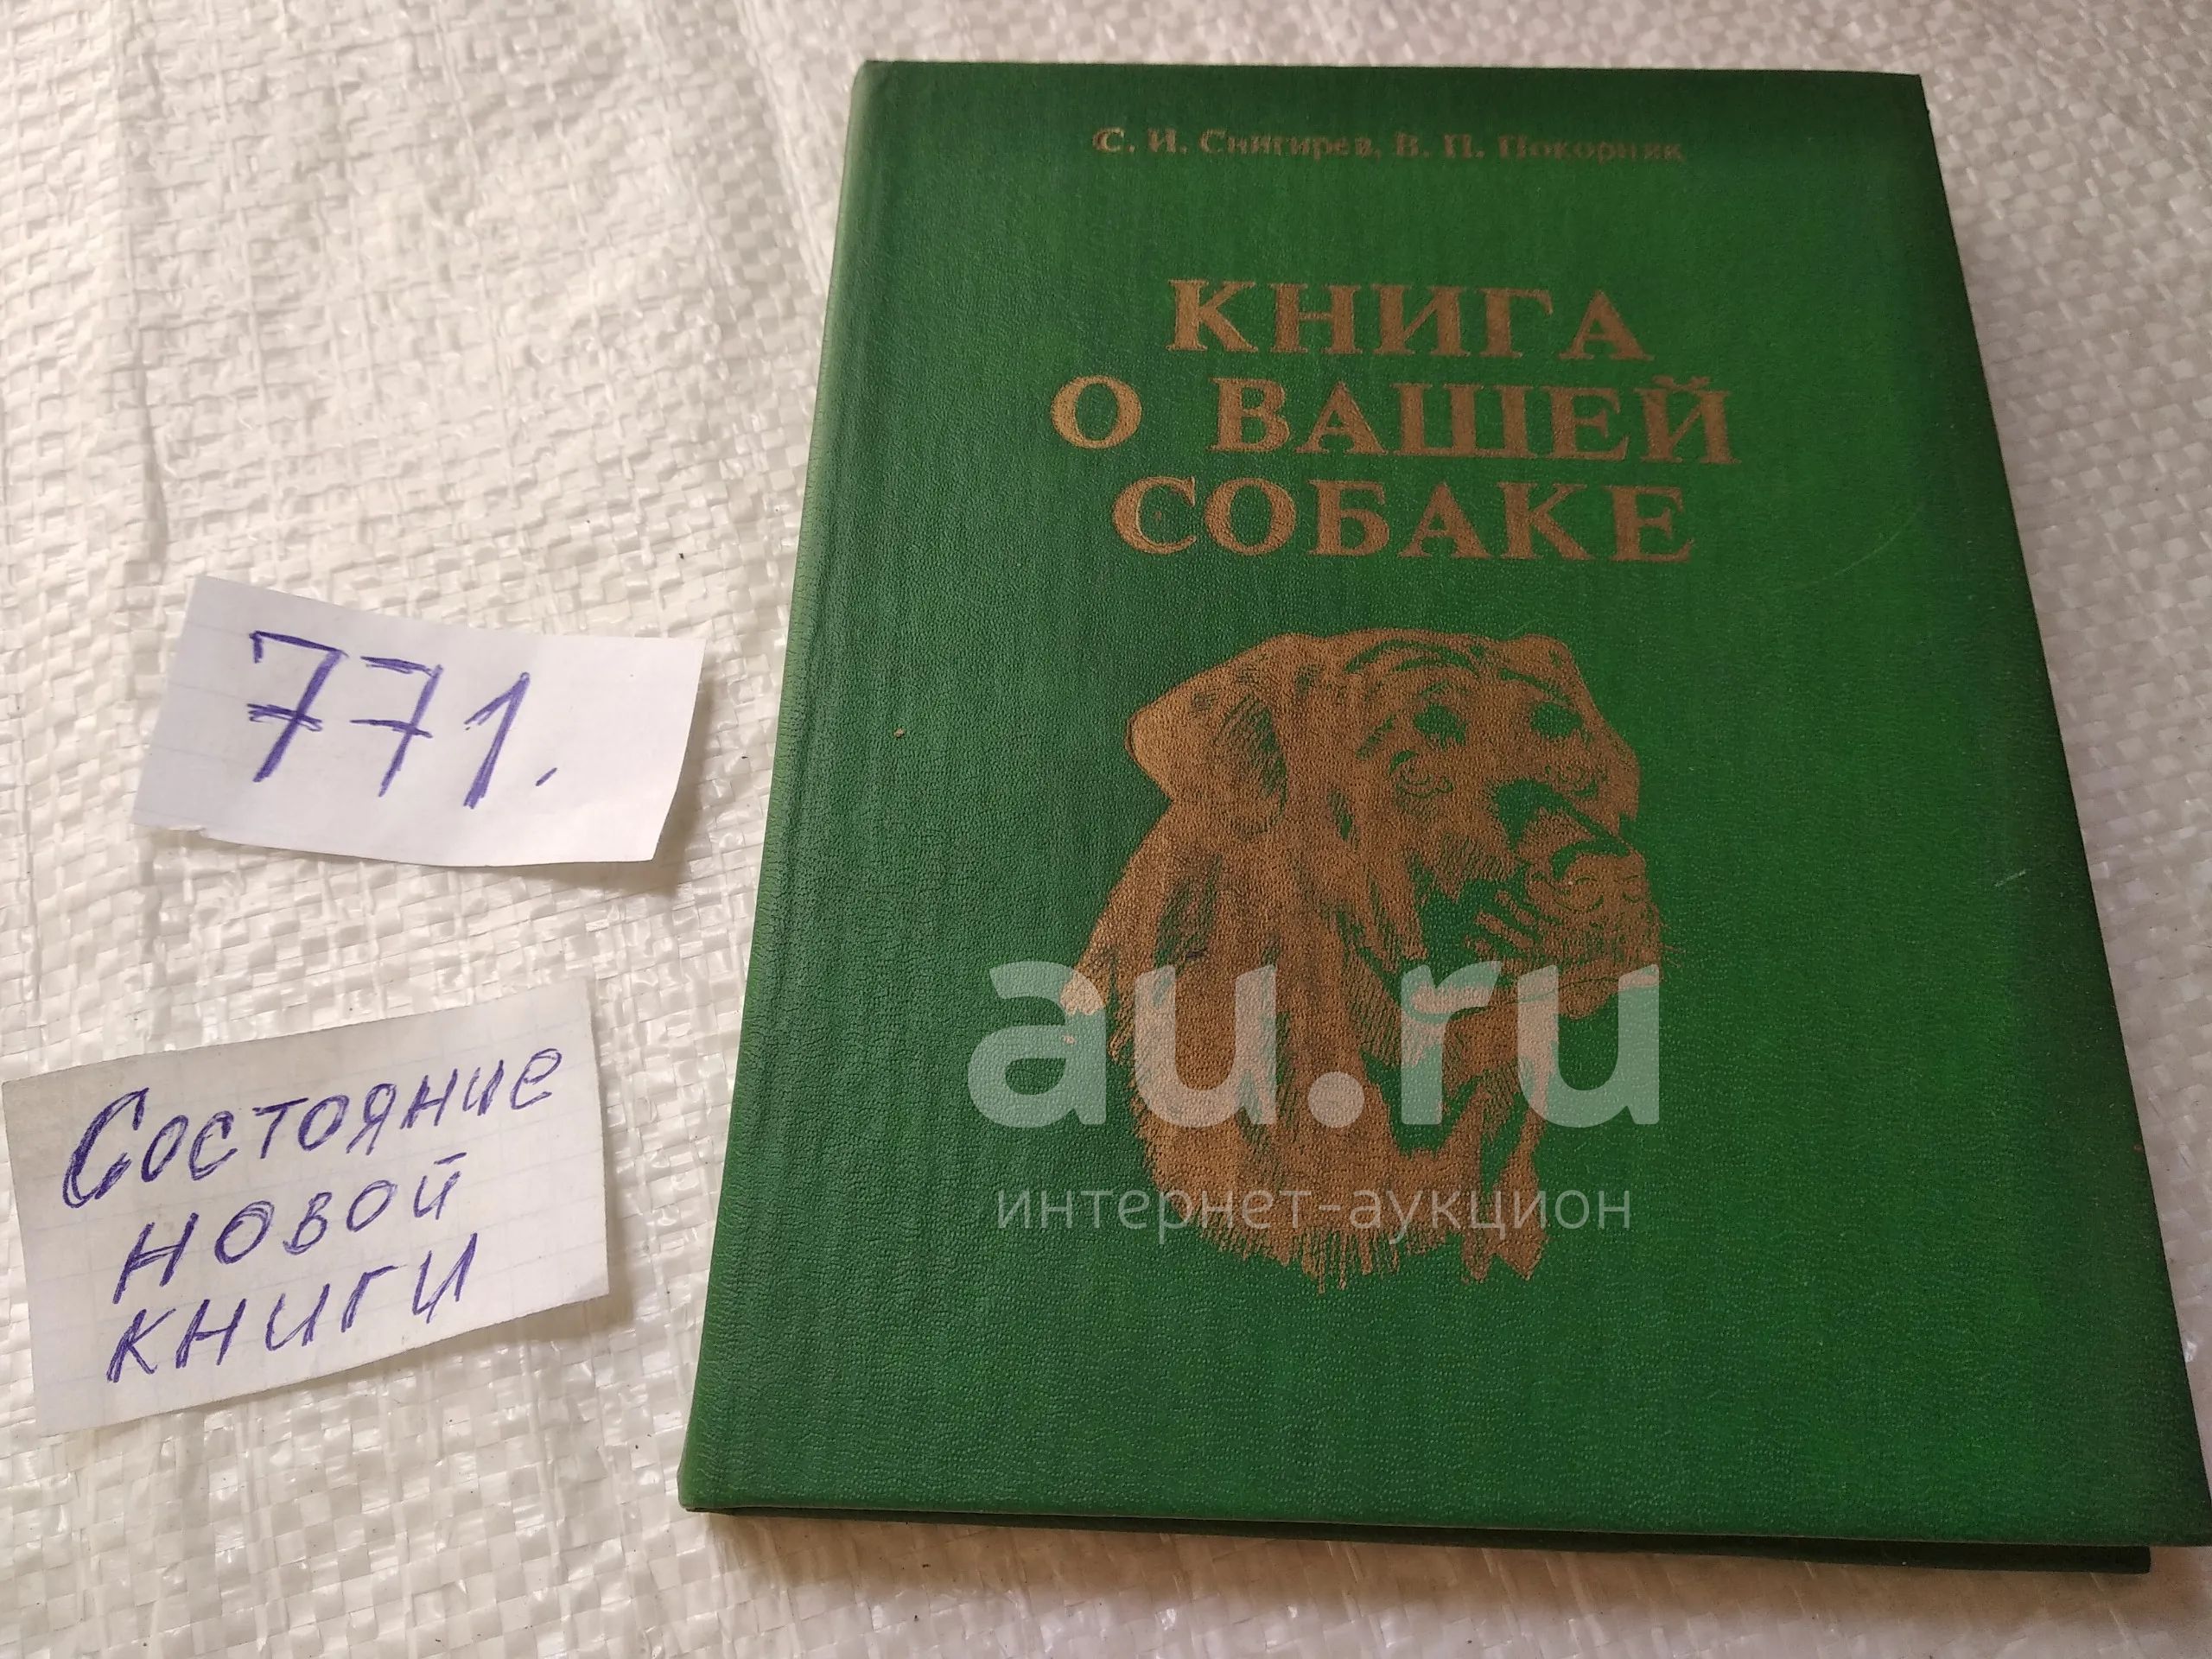 С. И. Снигирев, В. П. Покорняк
КНИГА
О ВАШЕЙ
СОБАКЕ
771.
Состояние
новой
книги
au.ru
интернет-аукцион